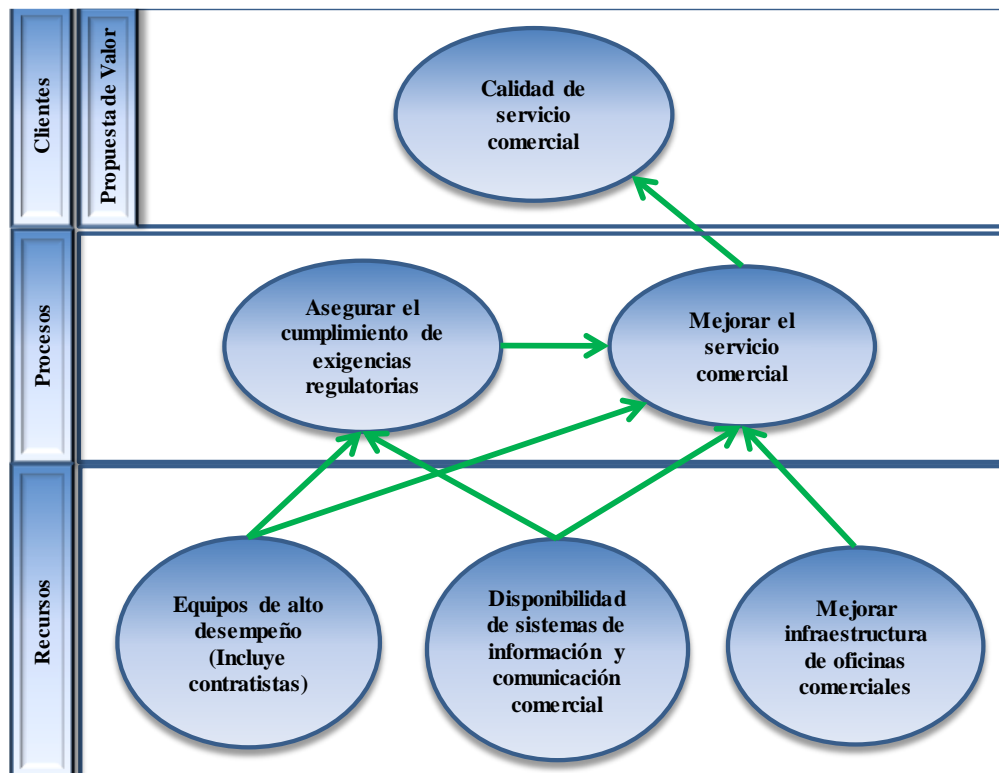 Clientes
Propuesta de Valor
Calidad de
servicio
comercial
Procesos
Asegurar el
cumplimiento de
exigencias
regulatorias
Mejorar el
servicio
comercial
Recursos
Equipos de alto
desempeño
(Incluye
contratistas)
Disponibilidad
de sistemas de
información y
comunicación
comercial
Mejorar
infraestructura
de oficinas
comerciales